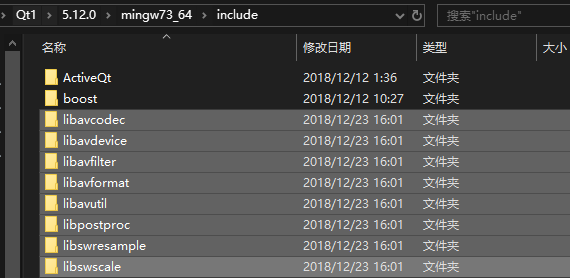 Qt1 > 5.12.0 > mingw73_64 > include 搜索"include"
名称 修改日期 类型 大小
ActiveQt 2018/12/12 1:36 文件夹
boost 2018/12/12 10:27 文件夹
libavcodec 2018/12/23 16:01 文件夹
libavdevice 2018/12/23 16:01 文件夹
libavfilter 2018/12/23 16:01 文件夹
libavformat 2018/12/23 16:01 文件夹
libavutil 2018/12/23 16:01 文件夹
libpostproc 2018/12/23 16:01 文件夹
libswresample 2018/12/23 16:01 文件夹
libswscale 2018/12/23 16:01 文件夹